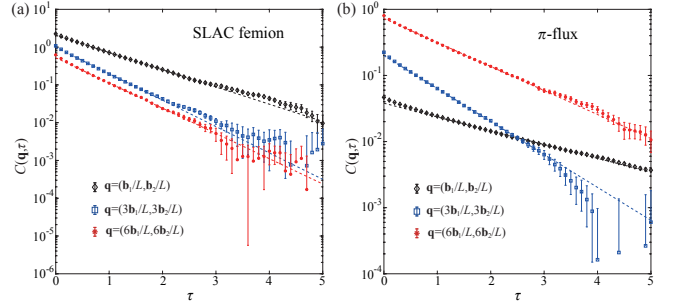 (a)
SLAC femion
C(q,τ)
10^2
10^1
10^0
10^-1
10^-2
10^-3
10^-4
10^-5
10^-6
q=(b₁/L,b₂/L)
q=(3b₁/L,3b₂/L)
q=(6b₁/L,6b₂/L)
0 1 2 3 4 5
τ
(b)
π-flux
C(q,τ)
10^0
10^-1
10^-2
10^-3
10^-4
q=(b₁/L,b₂/L)
q=(3b₁/L,3b₂/L)
q=(6b₁/L,6b₂/L)
0 1 2 3 4 5
τ